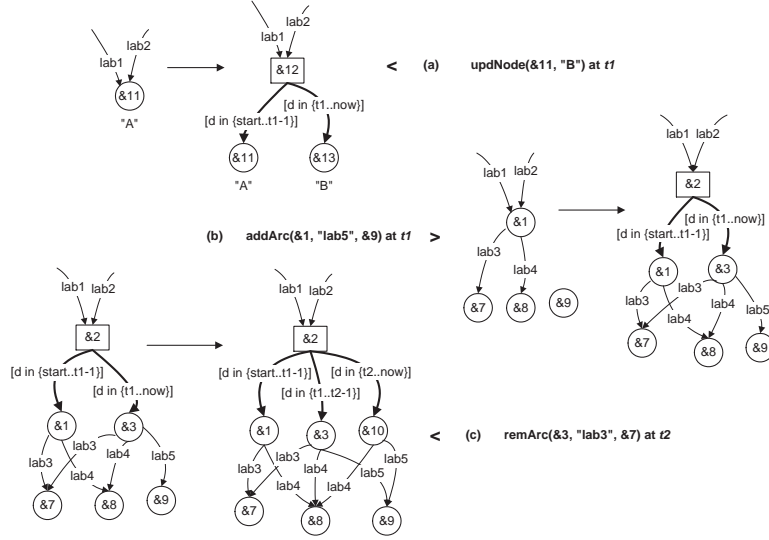 lab1 lab2
&11
"A"
lab1 lab2
&12
[d in {start..t1-1}]
[d in {t1..now}]
&11
&13
"A"
"B"
< (a) updNode(&11, "B") at t1
(b) addArc(&1, "lab5", &9) at t1 >
lab1 lab2
&1
lab3
lab4
&7
&8
&9
lab1 lab2
&2
[d in {t1..now}]
[d in {start..t1-1}]
&1
&3
lab3
lab3
lab4
lab4
lab5
&7
&8
&9
lab1 lab2
&2
[d in {start..t1-1}]
[d in {t1..now}]
&1
&3
lab3
lab3
lab4
lab4
lab5
&7
&8
&9
lab1 lab2
&2
[d in {start..t1-1}]
[d in {t2..now}]
[d in {t1..t2-1}]
&1
&3
&10
lab3
lab3
lab4
lab4
lab4
lab5
lab5
&7
&8
&9
< (c) remArc(&3, "lab3", &7) at t2